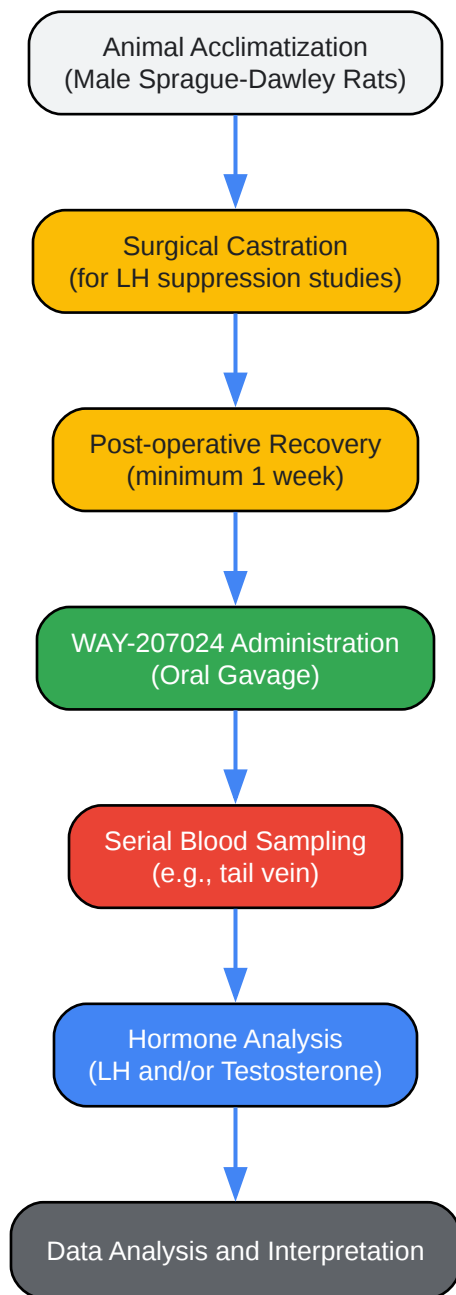 Animal Acclimatization
(Male Sprague-Dawley Rats)
Surgical Castration
(for LH suppression studies)
Post-operative Recovery
(minimum 1 week)
WAY-207024 Administration
(Oral Gavage)
Serial Blood Sampling
(e.g., tail vein)
Hormone Analysis
(LH and/or Testosterone)
Data Analysis and Interpretation